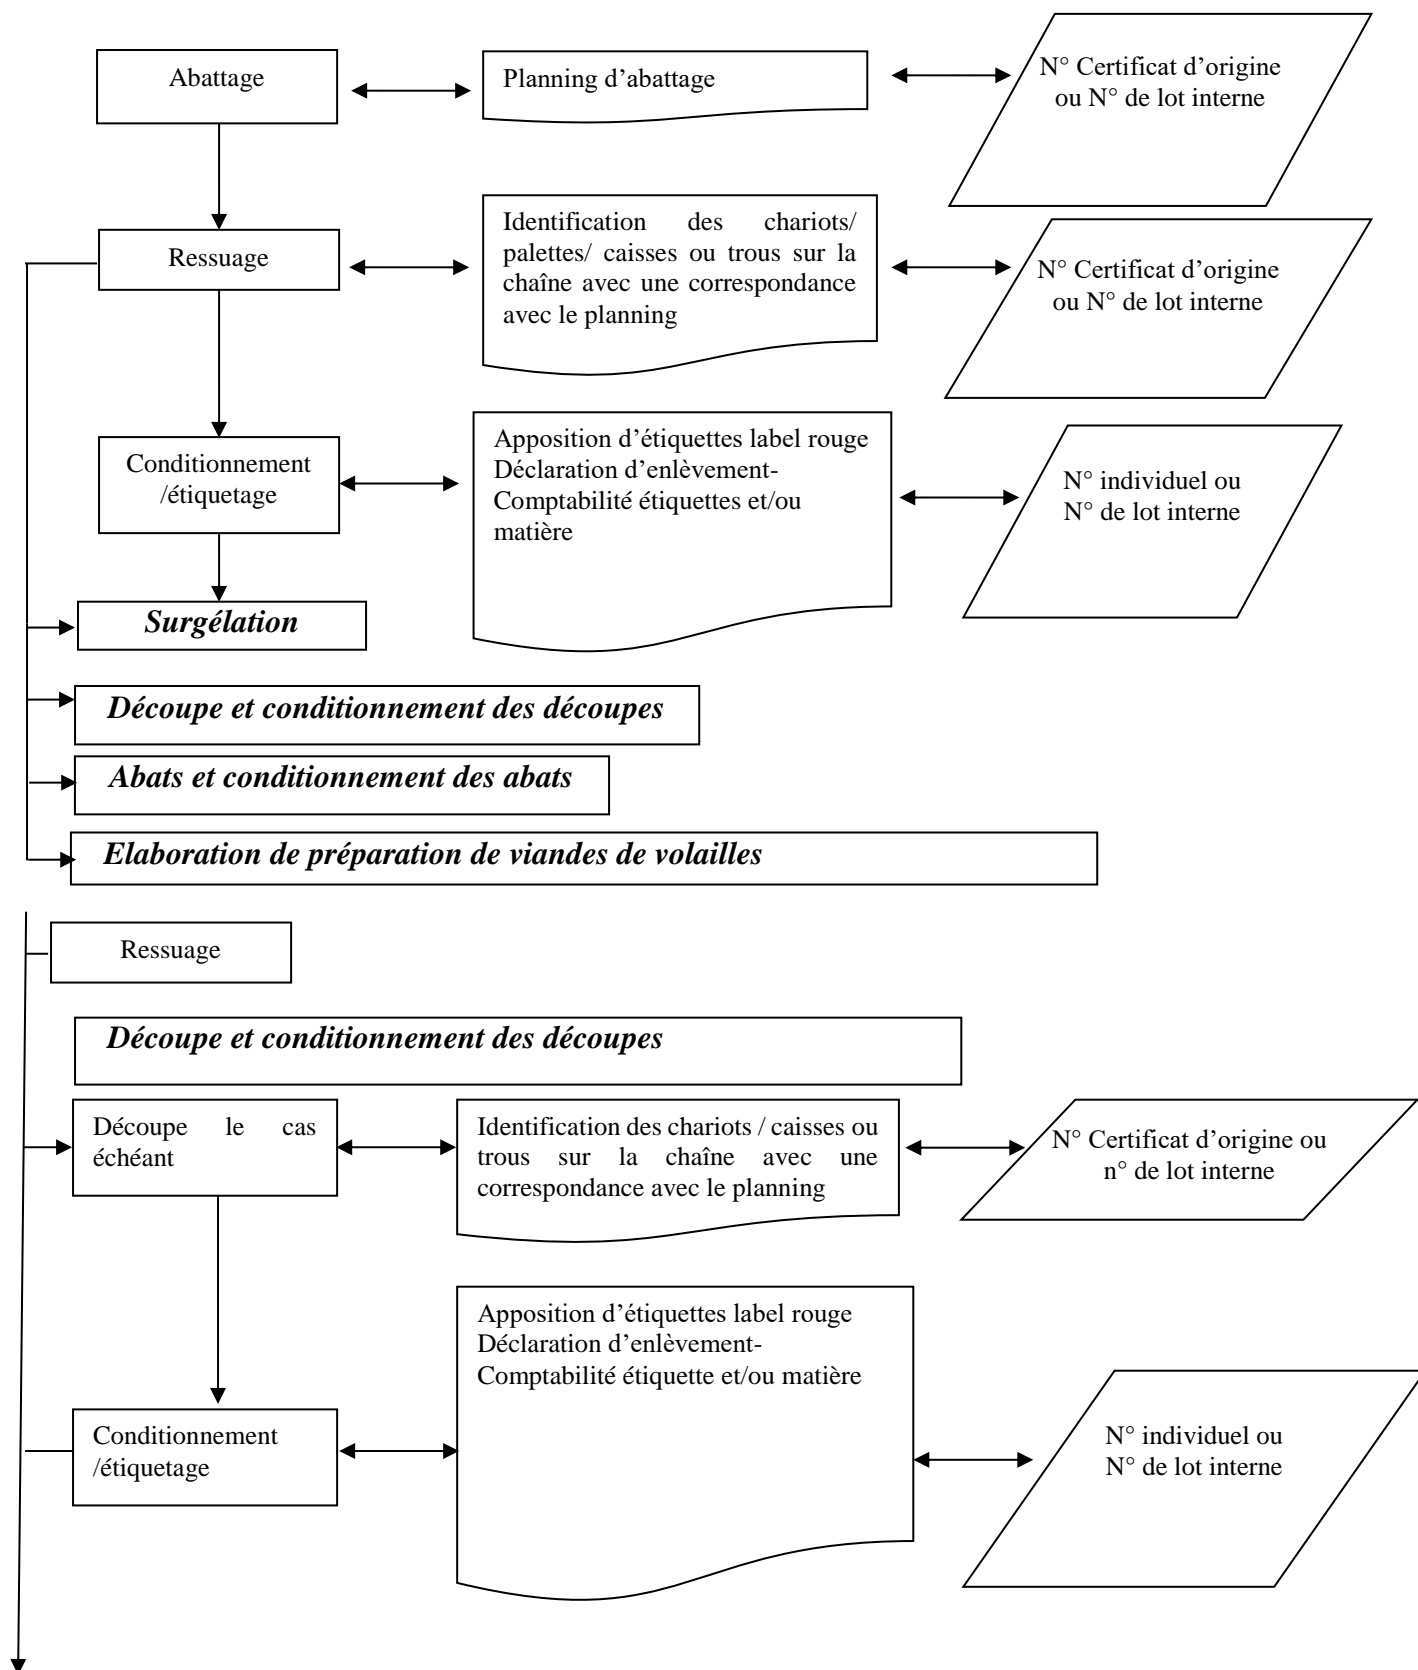 Abattage
Planning d’abattage
N° Certificat d’origine
ou N° de lot interne
Ressuage
Identification des chariots/
palettes/ caisses ou trous sur la
chaîne avec une correspondance
avec le planning
N° Certificat d’origine
ou N° de lot interne
Conditionnement
/étiquetage
Apposition d’étiquettes label rouge
Déclaration d’enlèvement-
Comptabilité étiquettes et/ou
matière
N° individuel ou
N° de lot interne
Surgélation
Découpe et conditionnement des découpes
Abats et conditionnement des abats
Elaboration de préparation de viandes de volailles
Ressuage
Découpe et conditionnement des découpes
Découpe le cas
échéant
Identification des chariots / caisses ou
trous sur la chaîne avec une
correspondance avec le planning
N° Certificat d’origine ou
n° de lot interne
Apposition d’étiquettes label rouge
Déclaration d’enlèvement-
Comptabilité étiquette et/ou matière
Conditionnement
/étiquetage
N° individuel ou
N° de lot interne